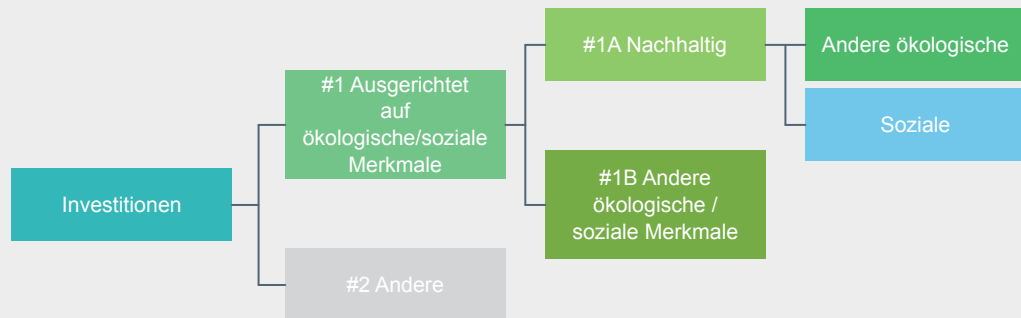 Investitionen
#1 Ausgerichtet
auf
ökologische/soziale
Merkmale
#2 Andere
#1A Nachhaltig
#1B Andere
ökologische /
soziale Merkmale
Andere ökologische
Soziale